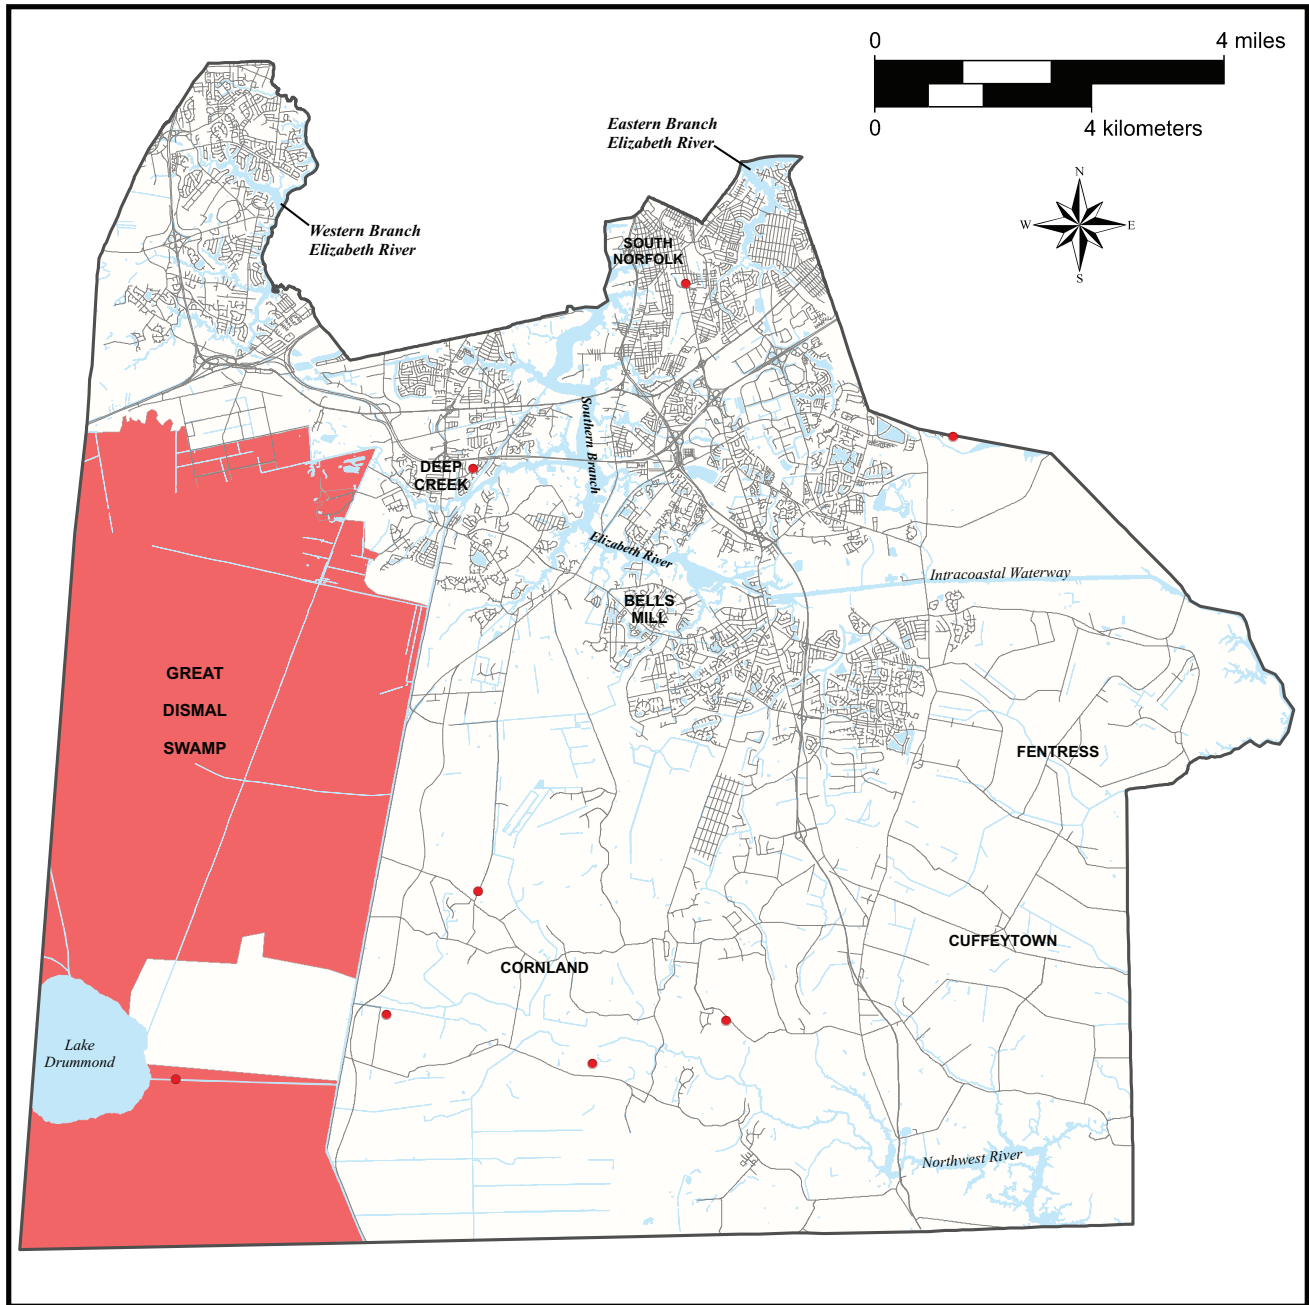 0
4 miles
0
4 kilometers
Eastern Branch
Elizabeth River
N
W
E
S
Western Branch
Elizabeth River
SOUTH
NORFOLK
Southern Branch
DEEP
CREEK
Elizabeth River
Intracoastal Waterway
BELLS
MILL
GREAT
DISMAL
SWAMP
FENTRESS
CUFFEYTOWN
CORNLAND
Lake
Drummond
Northwest River